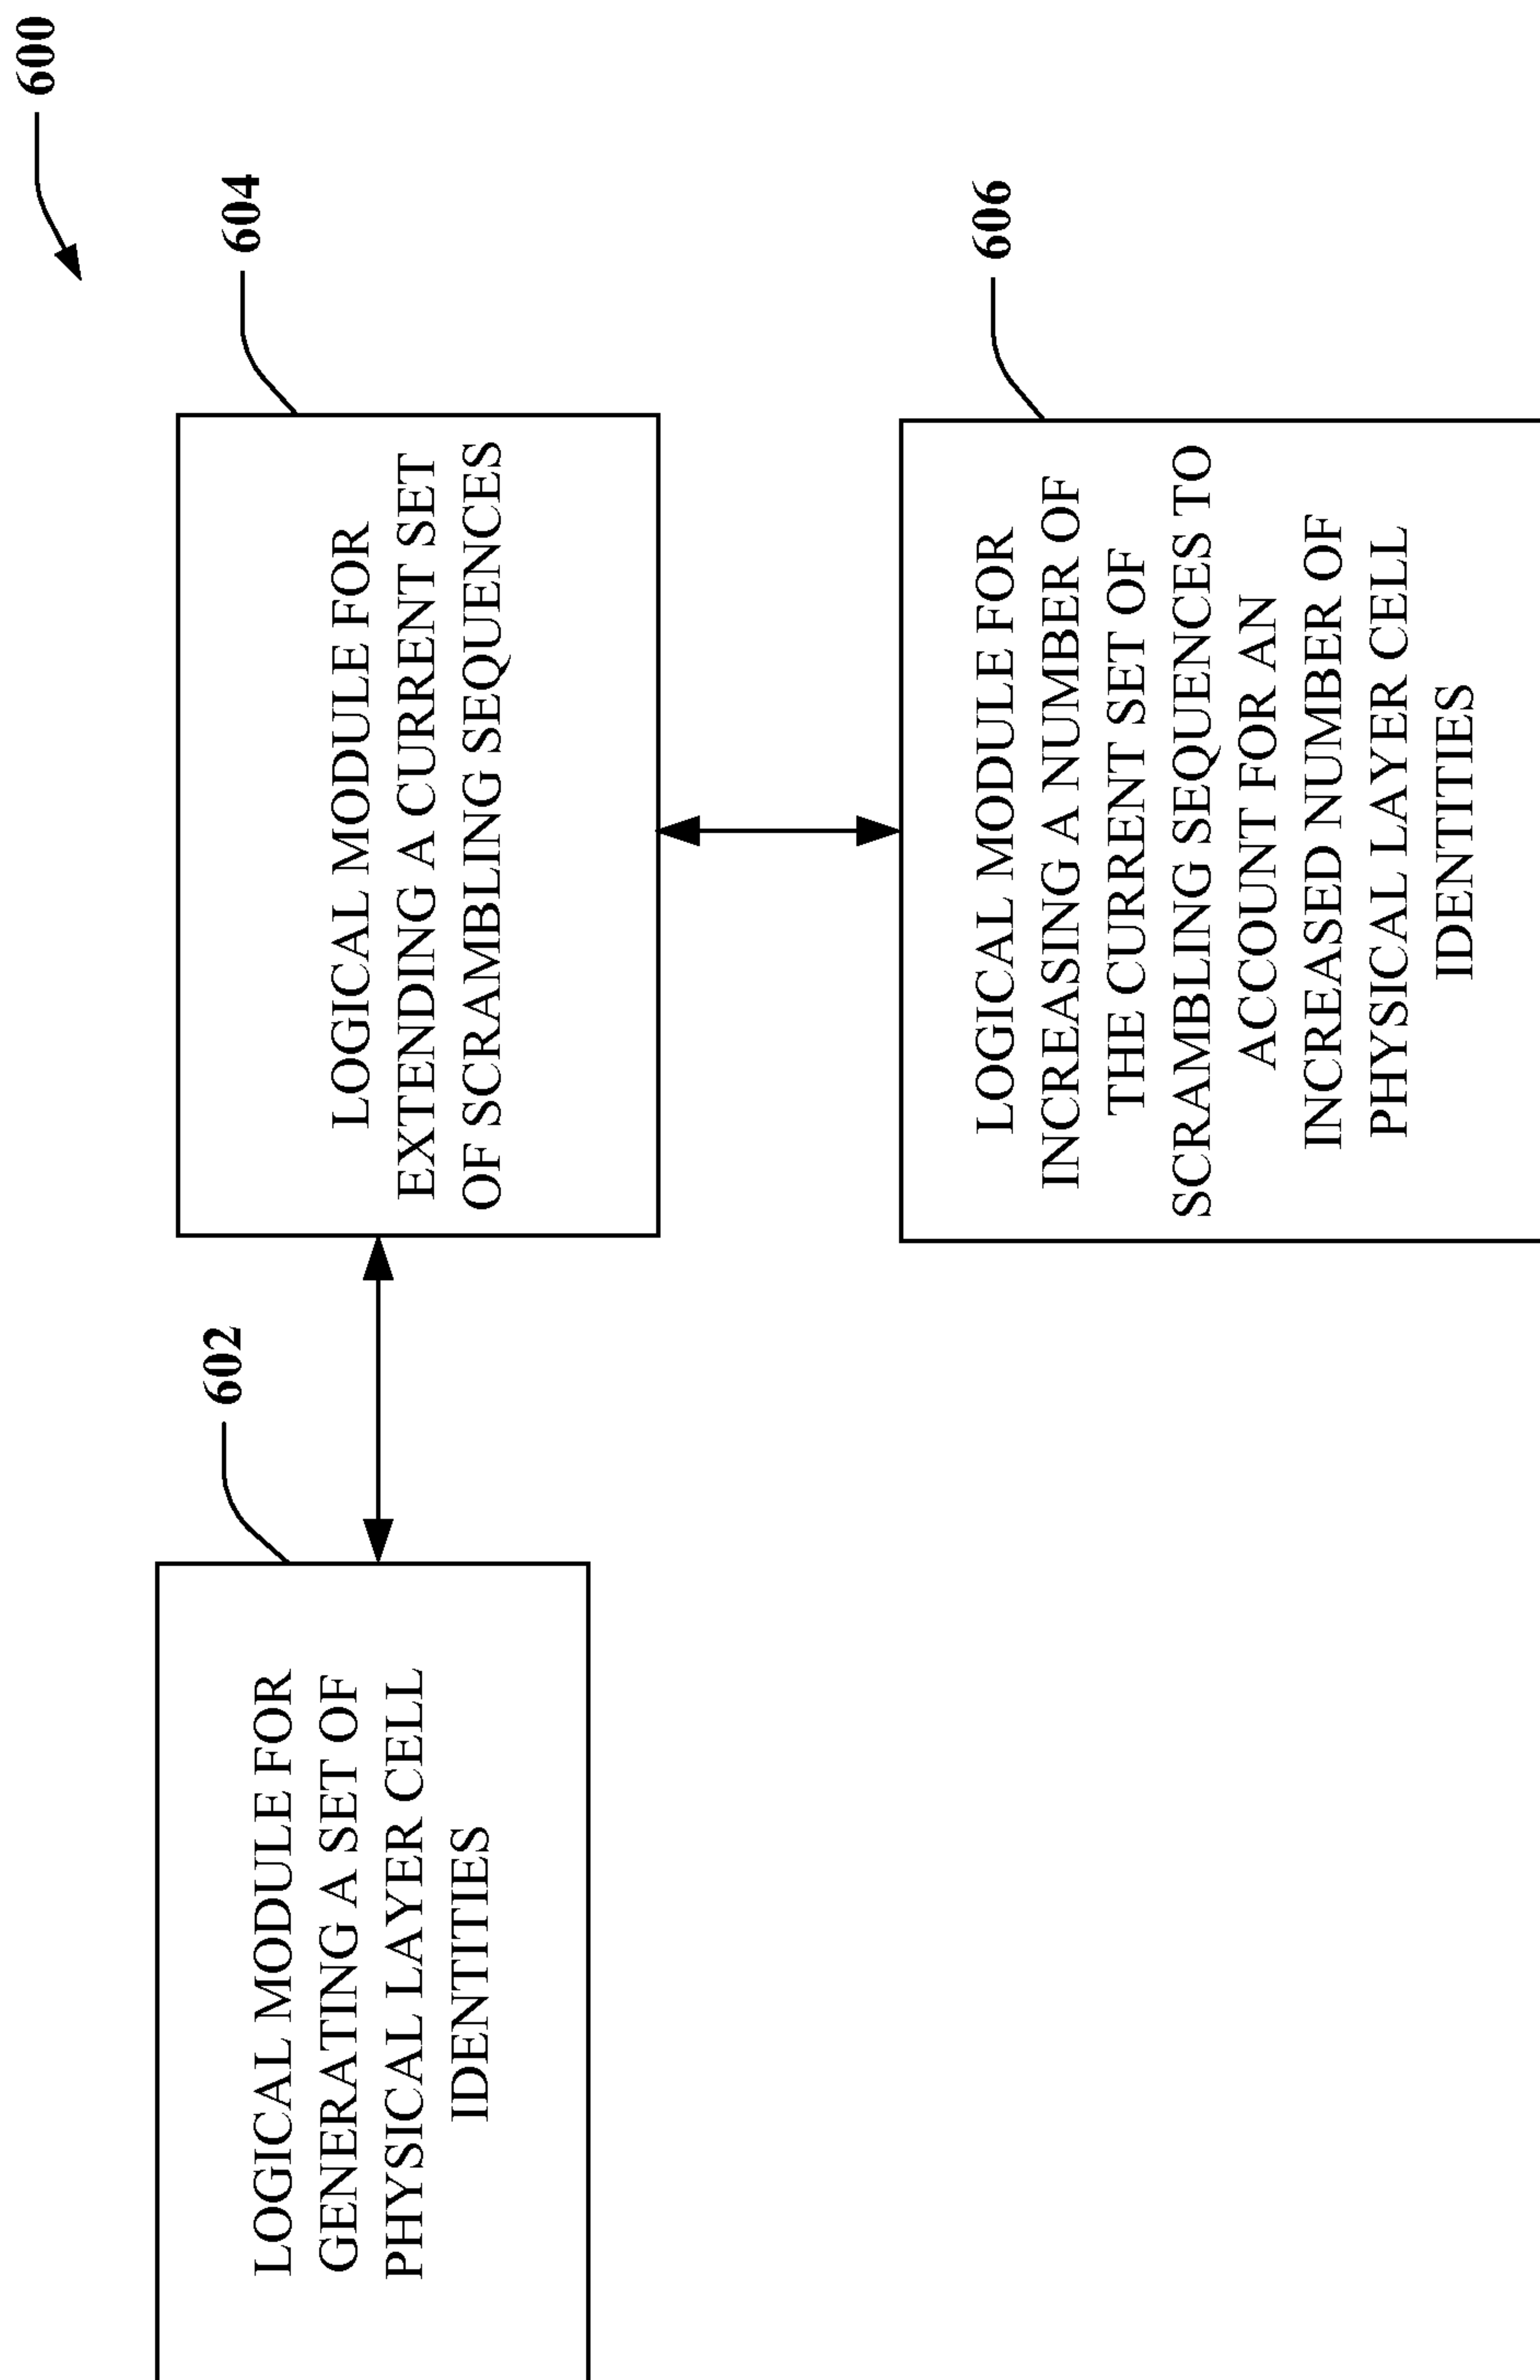 600
602
LOGICAL MODULE FOR
GENERATING A SET OF
PHYSICAL LAYER CELL
IDENTITIES
604
LOGICAL MODULE FOR
EXTENDING A CURRENT SET
OF SCRAMBLING SEQUENCES
606
LOGICAL MODULE FOR
INCREASING A NUMBER OF
THE CURRENT SET OF
SCRAMBLING SEQUENCES TO
ACCOUNT FOR AN
INCREASED NUMBER OF
PHYSICAL LAYER CELL
IDENTITIES